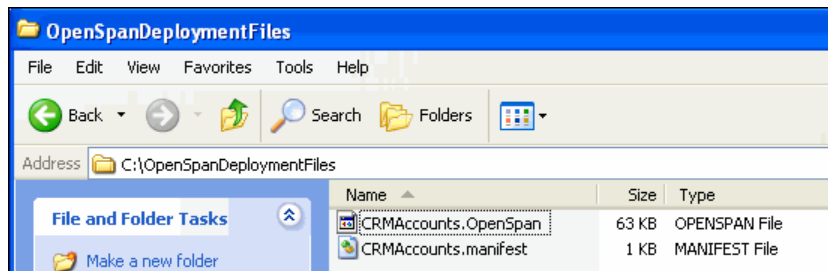 OpenSpanDeploymentFiles
File Edit View Favorites Tools Help
Back Search Folders
Address C:\OpenSpanDeploymentFiles
Name Size Type
File and Folder Tasks
CRMAccounts.OpenSpan 63 KB OPENSPAN File
CRMAccounts.manifest 1 KB MANIFEST File
Make a new folder